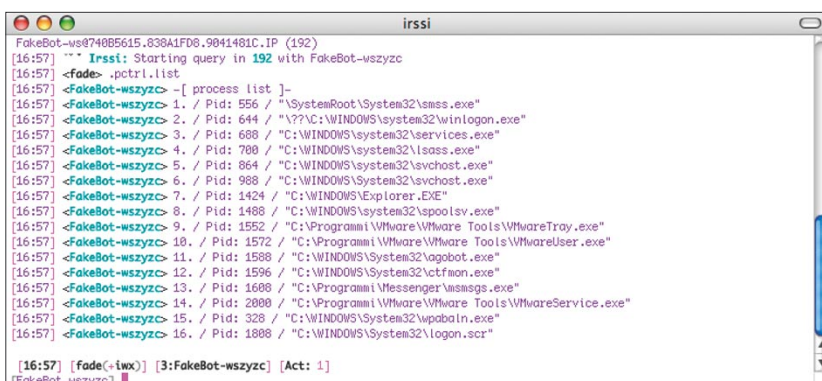 irssi
FakeBot-ws@740B5615.838A1FD8.9041481C.IP (192)
[16:57] Irssi: Starting query in 192 with FakeBot-wszyzc
[16:57] <fade> .pctrl.list
[16:57] <FakeBot-wszyzc> -[ process list ]-
[16:57] <FakeBot-wszyzc> 1. / Pid: 556 / "\SystemRoot\System32\smss.exe"
[16:57] <FakeBot-wszyzc> 2. / Pid: 644 / "\??\C:\WINDOWS\system32\winlogon.exe"
[16:57] <FakeBot-wszyzc> 3. / Pid: 688 / "C:\WINDOWS\system32\services.exe"
[16:57] <FakeBot-wszyzc> 4. / Pid: 700 / "C:\WINDOWS\system32\lsass.exe"
[16:57] <FakeBot-wszyzc> 5. / Pid: 864 / "C:\WINDOWS\system32\svchost.exe"
[16:57] <FakeBot-wszyzc> 6. / Pid: 988 / "C:\WINDOWS\System32\svchost.exe"
[16:57] <FakeBot-wszyzc> 7. / Pid: 1424 / "C:\WINDOWS\Explorer.EXE"
[16:57] <FakeBot-wszyzc> 8. / Pid: 1488 / "C:\WINDOWS\system32\spoolsv.exe"
[16:57] <FakeBot-wszyzc> 9. / Pid: 1552 / "C:\Programmi\VMware\VMware Tools\VMwareTray.exe"
[16:57] <FakeBot-wszyzc> 10. / Pid: 1572 / "C:\Programmi\VMware\VMware Tools\VMwareUser.exe"
[16:57] <FakeBot-wszyzc> 11. / Pid: 1588 / "C:\WINDOWS\System32\agobot.exe"
[16:57] <FakeBot-wszyzc> 12. / Pid: 1596 / "C:\WINDOWS\System32\ctfmon.exe"
[16:57] <FakeBot-wszyzc> 13. / Pid: 1608 / "C:\Programmi\Messenger\msmsgs.exe"
[16:57] <FakeBot-wszyzc> 14. / Pid: 2000 / "C:\Programmi\VMware\VMware Tools\VMwareService.exe"
[16:57] <FakeBot-wszyzc> 15. / Pid: 328 / "C:\WINDOWS\System32\wpabaln.exe"
[16:57] <FakeBot-wszyzc> 16. / Pid: 1808 / "C:\WINDOWS\System32\logon.scr"
[16:57] [fade(+iwx)] [3:FakeBot-wszyzc] [Act: 1]
[FakeBot-wszyzc]